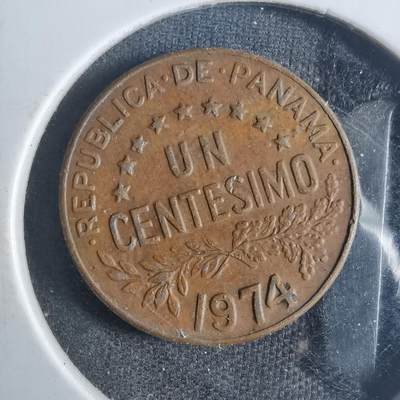 ·REPUBLICA·DE·PANAMA·
UN
CENTESIMO
1974